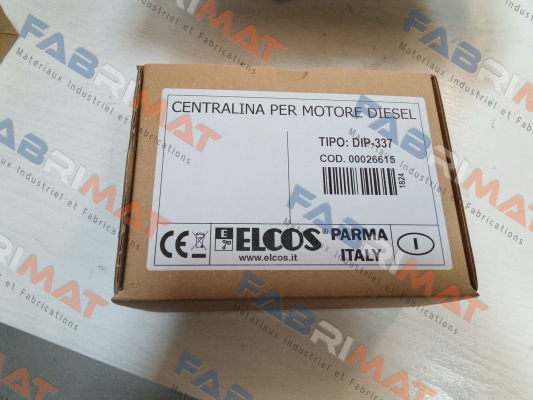 CENTRALINA PER MOTORE DIESEL
TIPO: DIP-337
COD. 00026615
1824
CE
ELCOS® PARMA
www.elcos.it
ITALY
I
FABRIMAT
Materiaux Industriel et Fabrications